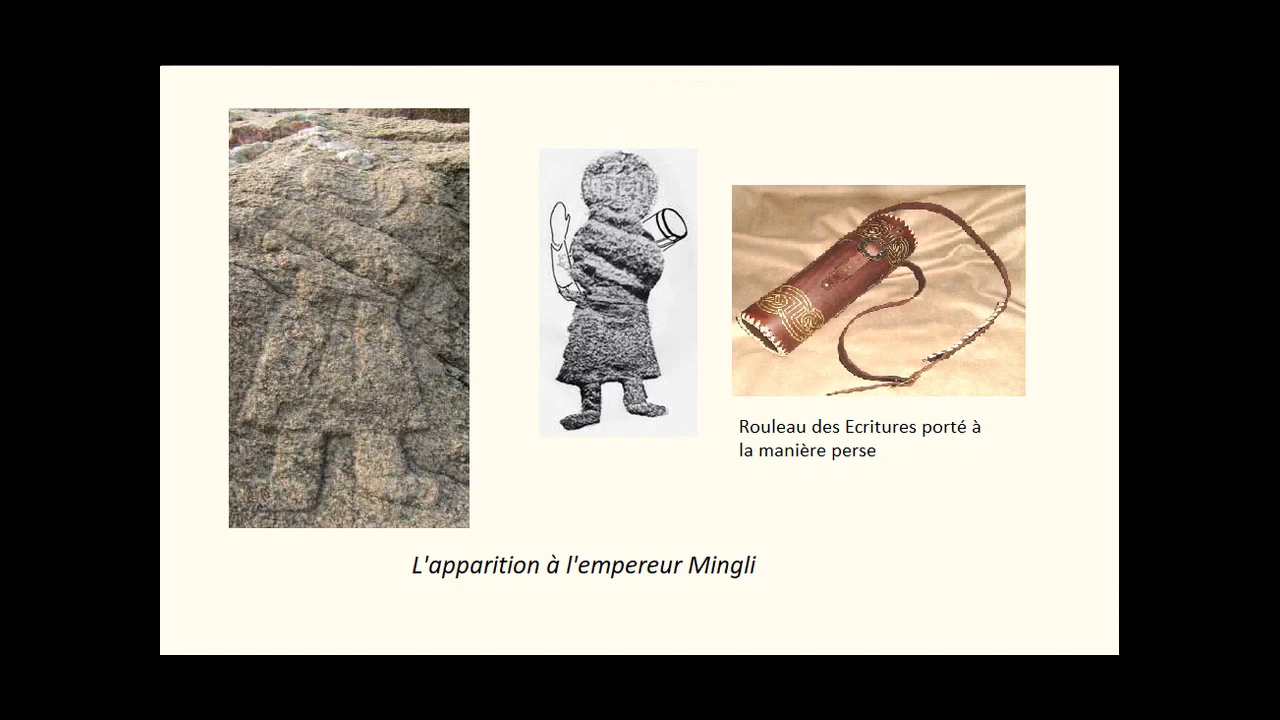 Rouleau des Ecritures porté à
la manière perse
L'apparition à l'empereur Mingli